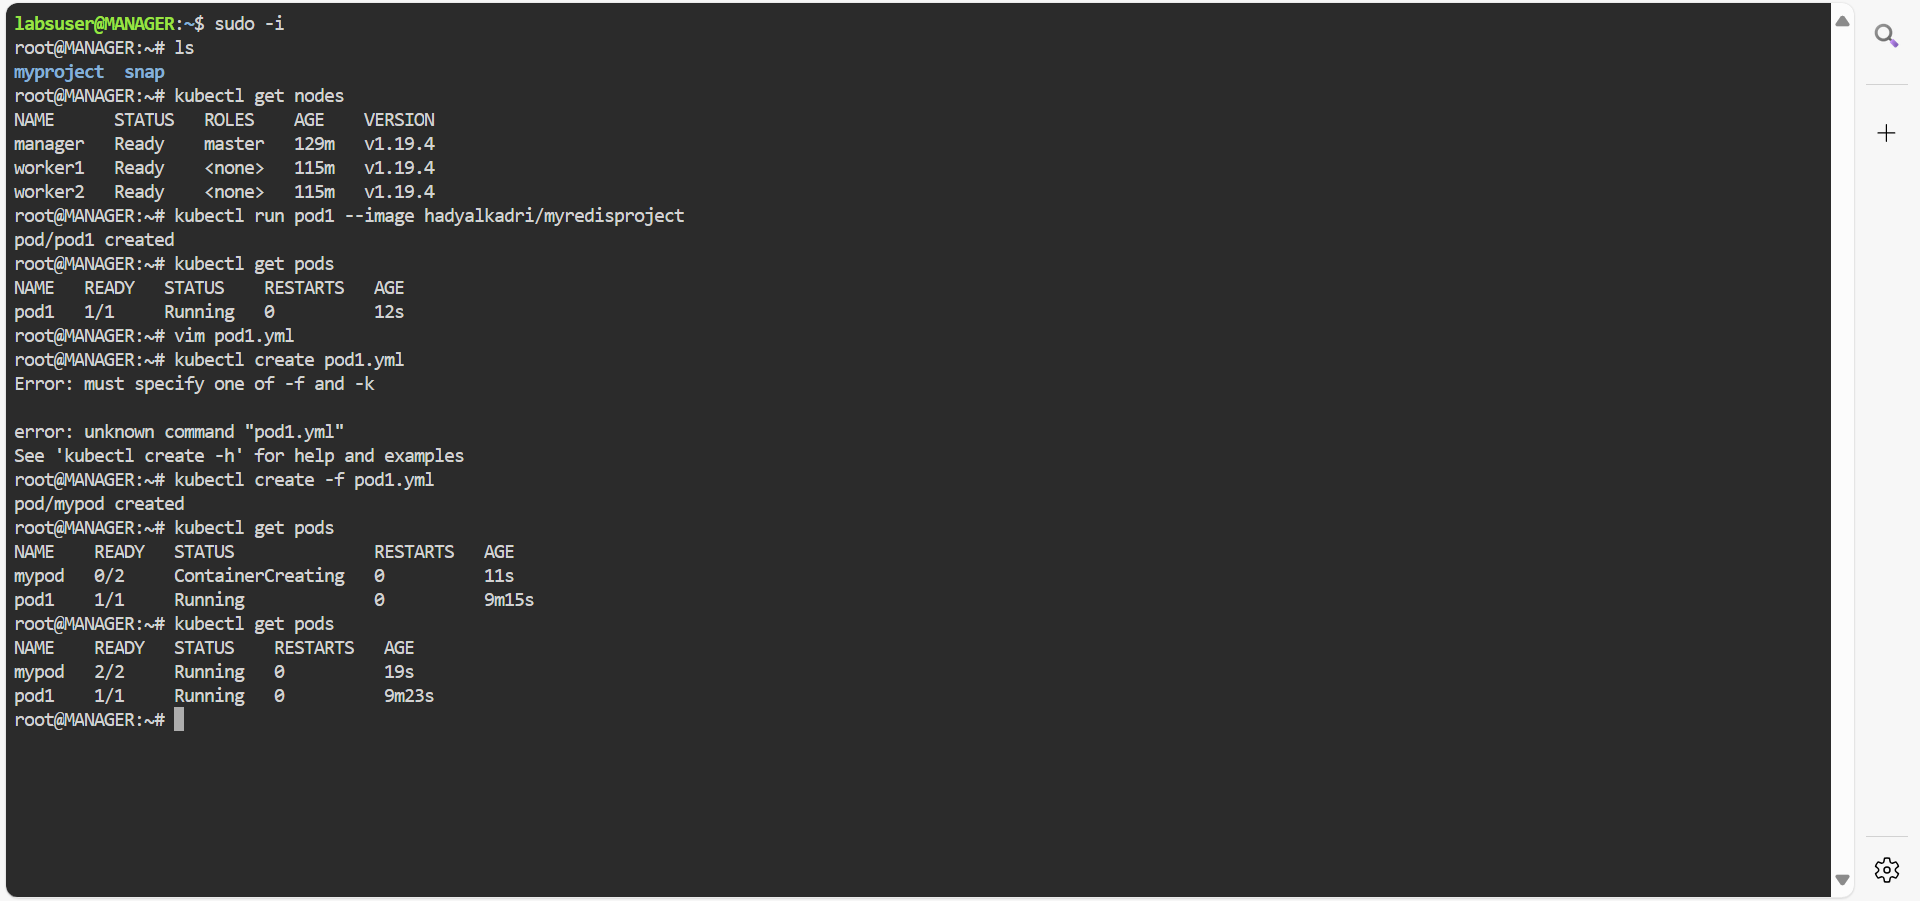 labsuser@MANAGER:~$ sudo -i
root@MANAGER:~# ls
myproject  snap
root@MANAGER:~# kubectl get nodes
NAME      STATUS   ROLES    AGE    VERSION
manager   Ready    master   129m   v1.19.4
worker1   Ready    <none>   115m   v1.19.4
worker2   Ready    <none>   115m   v1.19.4
root@MANAGER:~# kubectl run pod1 --image hadyalkadri/myredisproject
pod/pod1 created
root@MANAGER:~# kubectl get pods
NAME   READY   STATUS    RESTARTS   AGE
pod1   1/1     Running   0          12s
root@MANAGER:~# vim pod1.yml
root@MANAGER:~# kubectl create pod1.yml
Error: must specify one of -f and -k

error: unknown command "pod1.yml"
See 'kubectl create -h' for help and examples
root@MANAGER:~# kubectl create -f pod1.yml
pod/mypod created
root@MANAGER:~# kubectl get pods
NAME    READY   STATUS              RESTARTS   AGE
mypod   0/2     ContainerCreating   0          11s
pod1    1/1     Running             0          9m15s
root@MANAGER:~# kubectl get pods
NAME    READY   STATUS    RESTARTS   AGE
mypod   2/2     Running   0          19s
pod1    1/1     Running   0          9m23s
root@MANAGER:~#